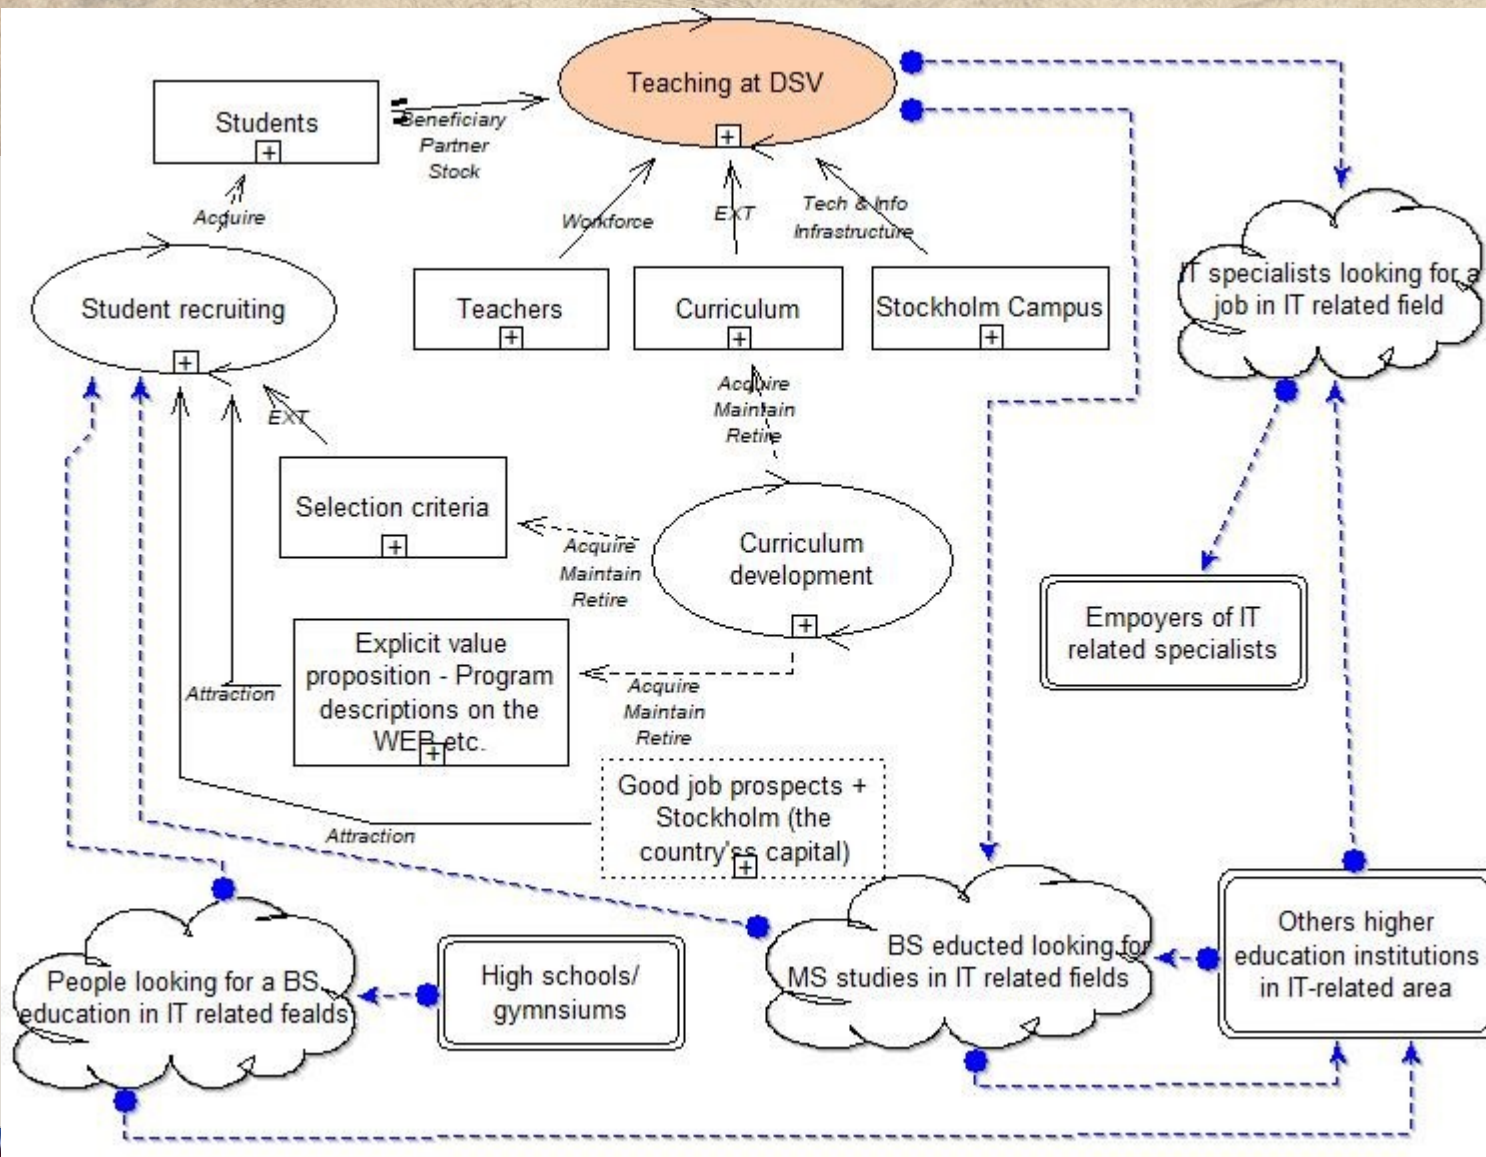 Teaching at DSV
Students
Beneficiary
Partner
Stock
Acquire
Workforce
EXT
Tech & Info
Infrastructure
Student recruiting
Teachers
Curriculum
Stockholm Campus
IT specialists looking for a
job in IT related field
EXT
Acquire
Maintain
Retire
Selection criteria
Acquire
Maintain
Retire
Curriculum
development
Empoyers of IT
related specialists
Explicit value
proposition - Program
descriptions on the
WEB etc.
Attraction
Acquire
Maintain
Retire
Good job prospects +
Stockholm (the
country'ss capital)
Attraction
People looking for a BS
education in IT related fealds
High schools/
gymnsiums
BS educted looking for
MS studies in IT related fields
Others higher
education institutions
in IT-related area